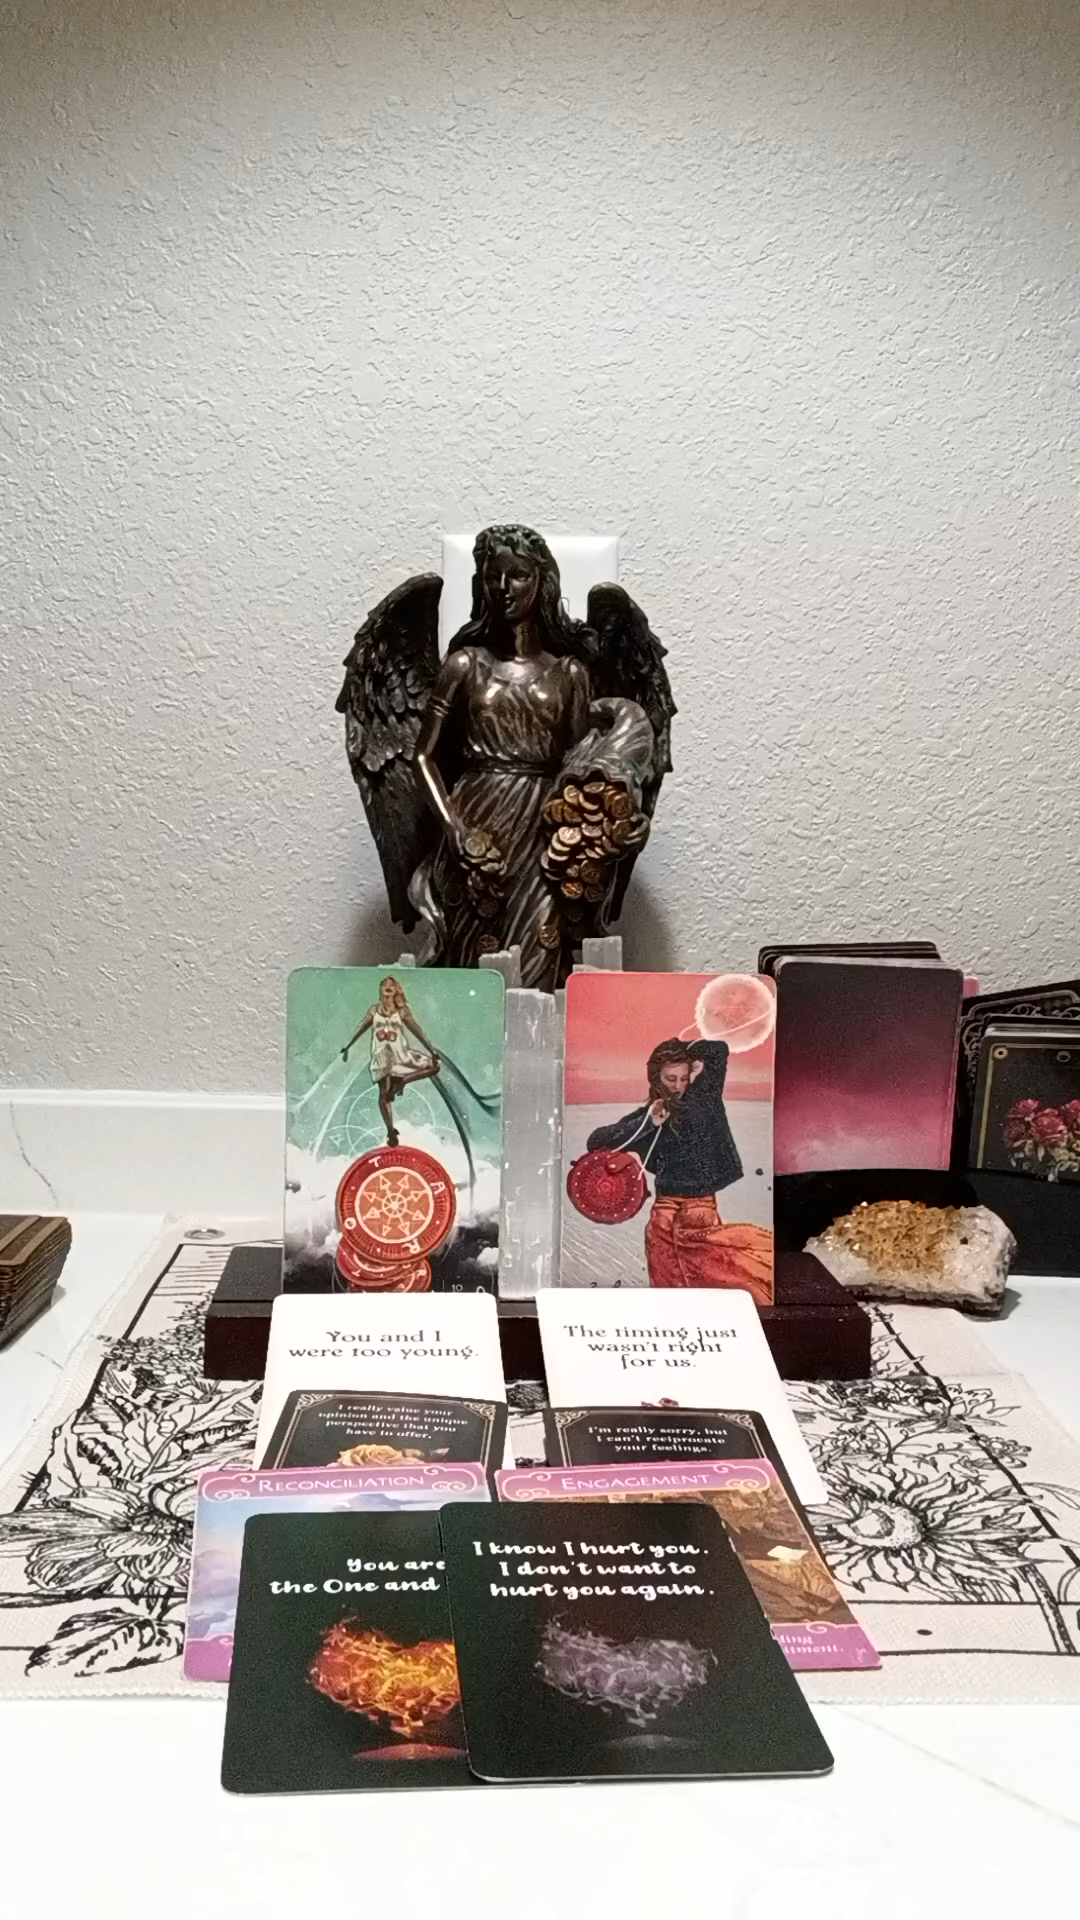 T A R O
10
You and I
were too young.
The timing just
wasn't right
for us.
I really value your
opinion and the unique
perspective that you
have to offer.
I'm really sorry, but
I can't reciprocate
your feelings.
RECONCILIATION
ENGAGEMENT
You are
the One and
I know I hurt you.
I don't want to
hurt you again.